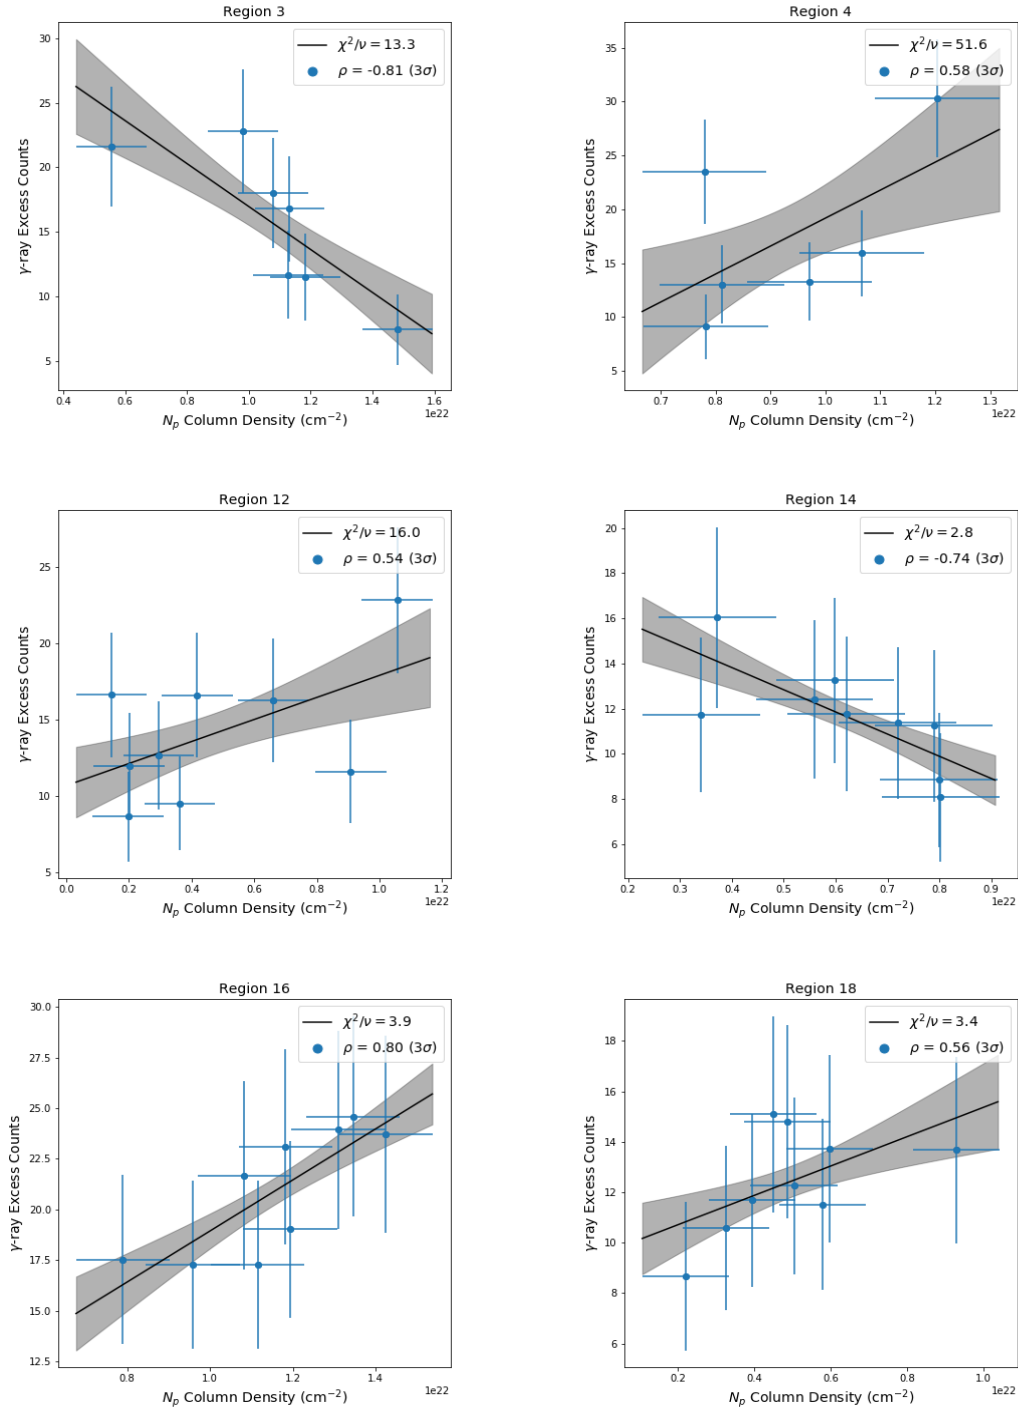 Region 3
χ²/ν = 13.3
ρ = -0.81 (3σ)
γ-ray Excess Counts
30
25
20
15
10
5
0.4 0.6 0.8 1.0 1.2 1.4 1.6
1e22
Nₚ Column Density (cm⁻²)
Region 4
χ²/ν = 51.6
ρ = 0.58 (3σ)
γ-ray Excess Counts
35
30
25
20
15
10
5
0.7 0.8 0.9 1.0 1.1 1.2 1.3
1e22
Nₚ Column Density (cm⁻²)
Region 12
χ²/ν = 16.0
ρ = 0.54 (3σ)
γ-ray Excess Counts
25
20
15
10
5
0.0 0.2 0.4 0.6 0.8 1.0 1.2
1e22
Nₚ Column Density (cm⁻²)
Region 14
χ²/ν = 2.8
ρ = -0.74 (3σ)
γ-ray Excess Counts
20
18
16
14
12
10
8
6
0.2 0.3 0.4 0.5 0.6 0.7 0.8 0.9
1e22
Nₚ Column Density (cm⁻²)
Region 16
χ²/ν = 3.9
ρ = 0.80 (3σ)
γ-ray Excess Counts
30.0
27.5
25.0
22.5
20.0
17.5
15.0
12.5
0.8 1.0 1.2 1.4
1e22
Nₚ Column Density (cm⁻²)
Region 18
χ²/ν = 3.4
ρ = 0.56 (3σ)
γ-ray Excess Counts
18
16
14
12
10
8
6
0.2 0.4 0.6 0.8 1.0
1e22
Nₚ Column Density (cm⁻²)